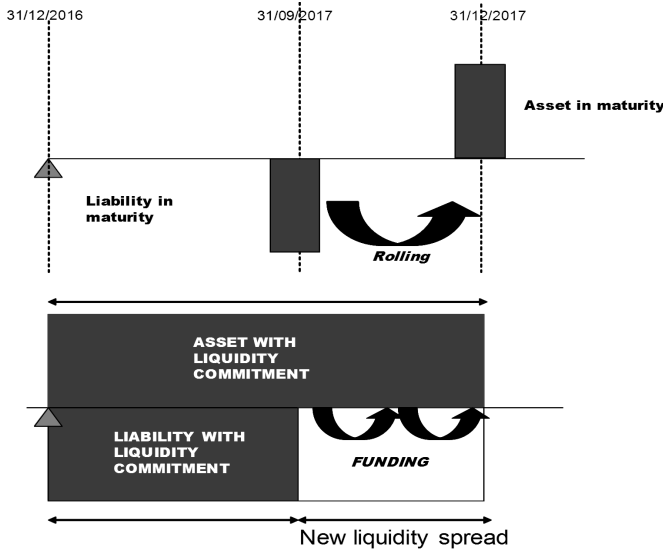 31/12/2016 31/09/2017 31/12/2017
Asset in maturity
Liability in
maturity
Rolling
ASSET WITH
LIQUIDITY
COMMITMENT
LIABILITY WITH
LIQUIDITY
COMMITMENT
FUNDING
New liquidity spread